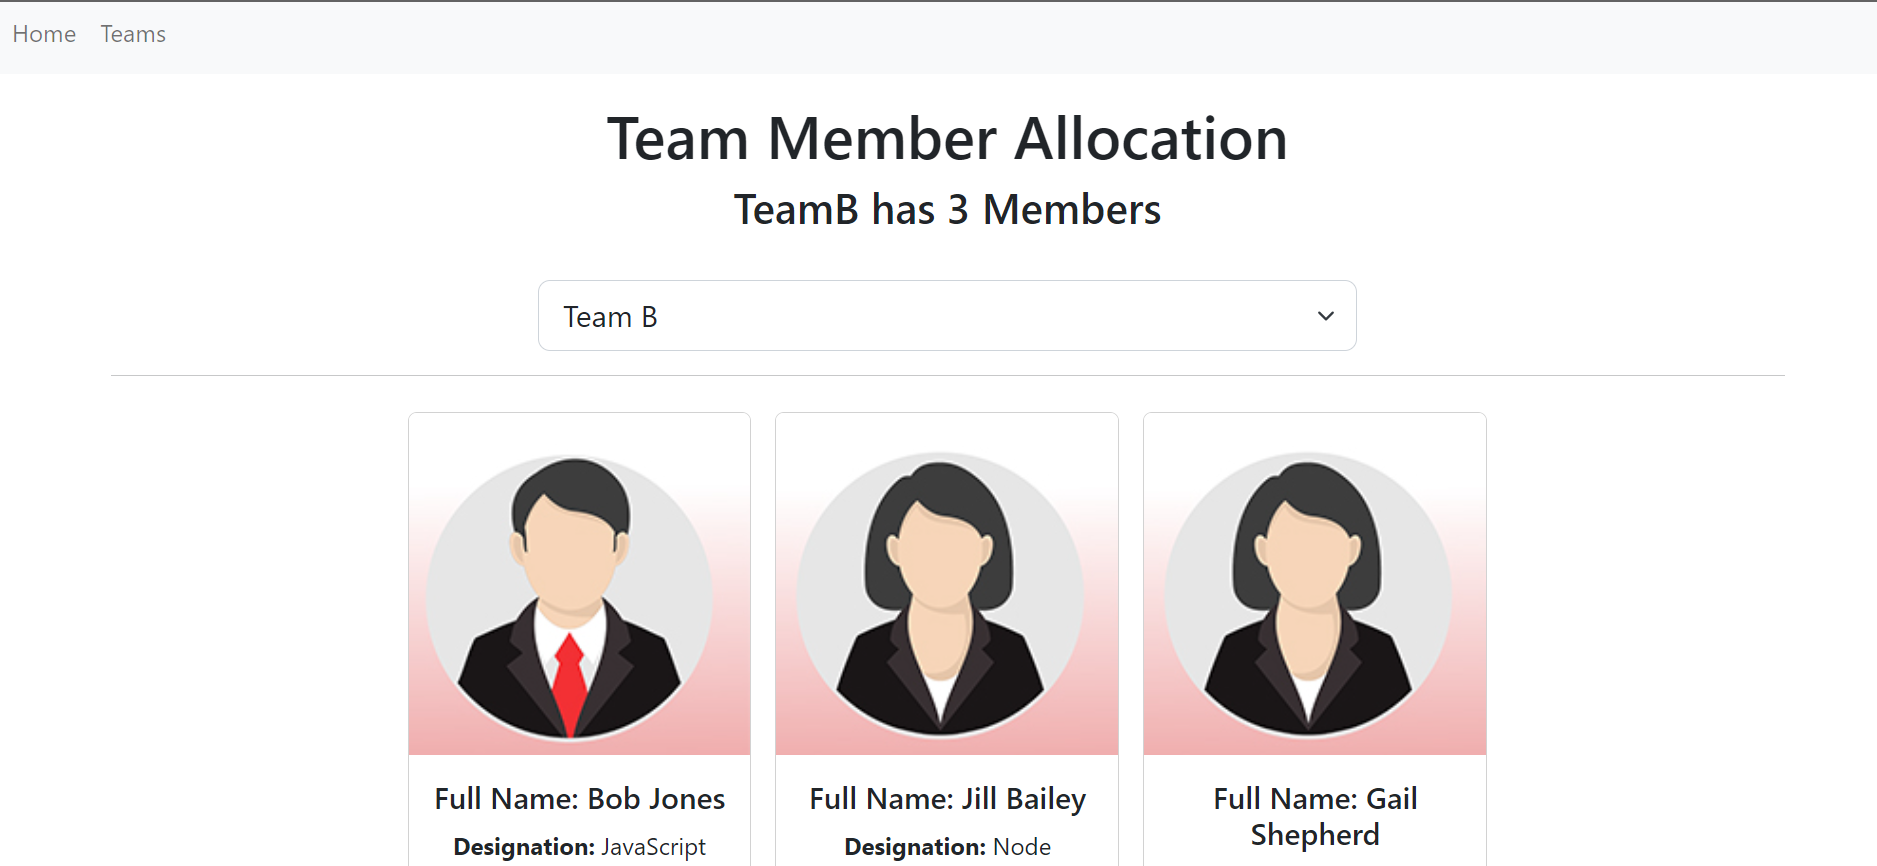 Home Teams
Team Member Allocation
TeamB has 3 Members
Team B
Full Name: Bob Jones
Designation: JavaScript
Full Name: Jill Bailey
Designation: Node
Full Name: Gail
Shepherd